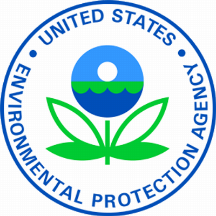 • UNITED STATES •
ENVIRONMENTAL PROTECTION AGENCY